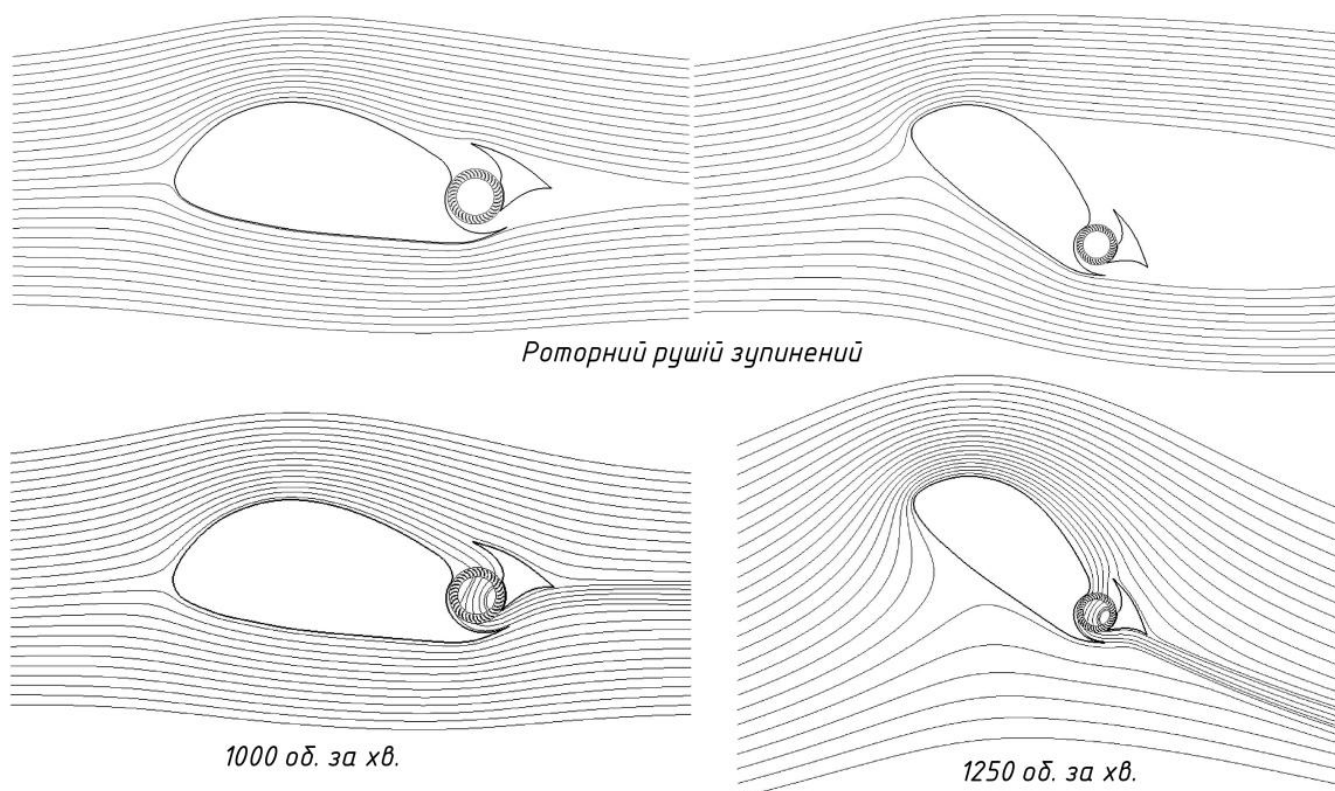 Роторний рушій зупинений
1000 об. за хв.
1250 об. за хв.